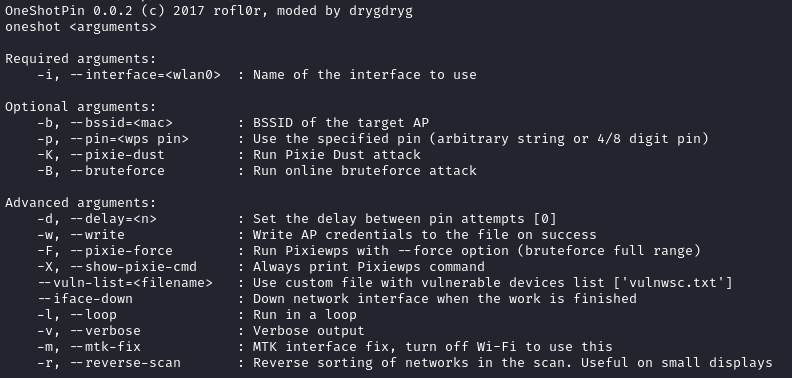 OneShotPin 0.0.2 (c) 2017 rofl0r, moded by drygdryg
oneshot <arguments>

Required arguments:
    -i, --interface=<wlan0>  : Name of the interface to use

Optional arguments:
    -b, --bssid=<mac>        : BSSID of the target AP
    -p, --pin=<wps pin>      : Use the specified pin (arbitrary string or 4/8 digit pin)
    -K, --pixie-dust         : Run Pixie Dust attack
    -B, --bruteforce         : Run online bruteforce attack

Advanced arguments:
    -d, --delay=<n>          : Set the delay between pin attempts [0]
    -w, --write              : Write AP credentials to the file on success
    -F, --pixie-force        : Run Pixiewps with --force option (bruteforce full range)
    -X, --show-pixie-cmd     : Always print Pixiewps command
    --vuln-list=<filename>   : Use custom file with vulnerable devices list ['vulnwsc.txt']
    --iface-down             : Down network interface when the work is finished
    -l, --loop               : Run in a loop
    -v, --verbose            : Verbose output
    -m, --mtk-fix            : MTK interface fix, turn off Wi-Fi to use this
    -r, --reverse-scan       : Reverse sorting of networks in the scan. Useful on small displays